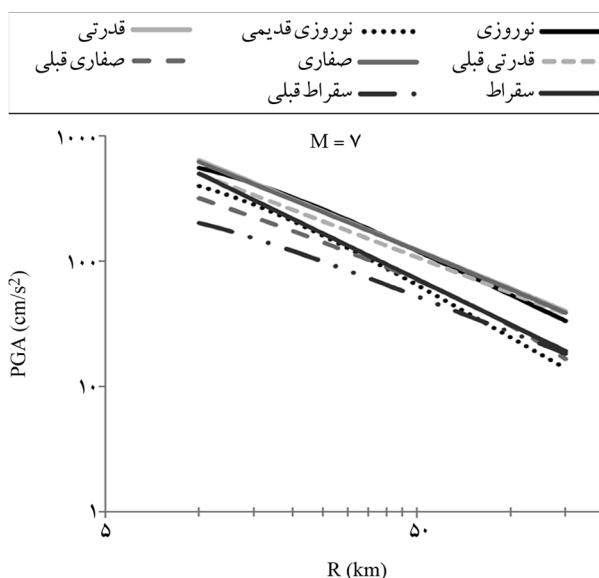 نوروزی نوروزی قدیمی قدرتی
قدرتی قبلی صفاری صفاری قبلی
سقراط سقراط قبلی
M = ۷
۱۰۰۰
۱۰۰
۱۰
۱
PGA (cm/s²)
۵ ۵۰
R (km)